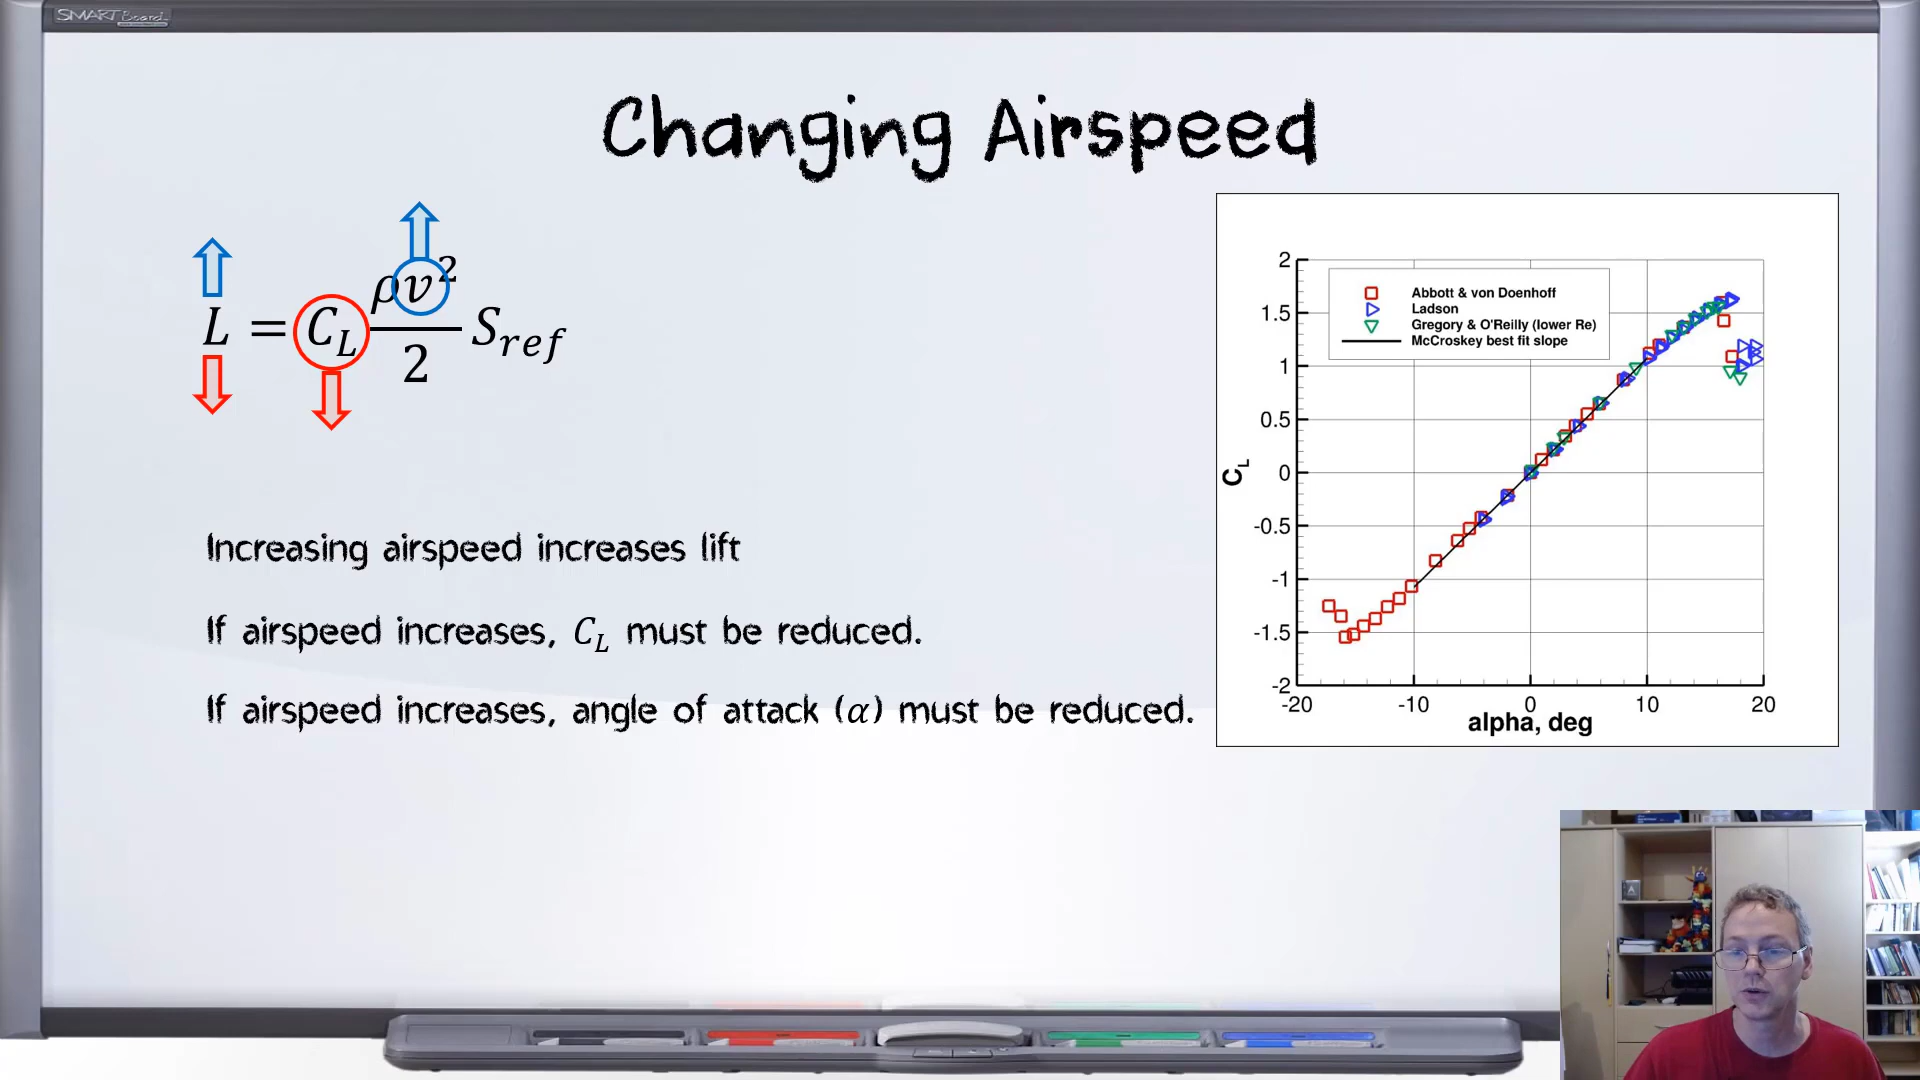 SMART Board
Changing Airspeed
L = C_L ρv²/2 S_ref
Increasing airspeed increases lift
If airspeed increases, C_L must be reduced.
If airspeed increases, angle of attack (α) must be reduced.
Abbott & von Doenhoff
Ladson
Gregory & O'Reilly (lower Re)
McCroskey best fit slope
2
1.5
1
0.5
0
-0.5
-1
-1.5
-2
C_L
-20 -10 0 10 20
alpha, deg